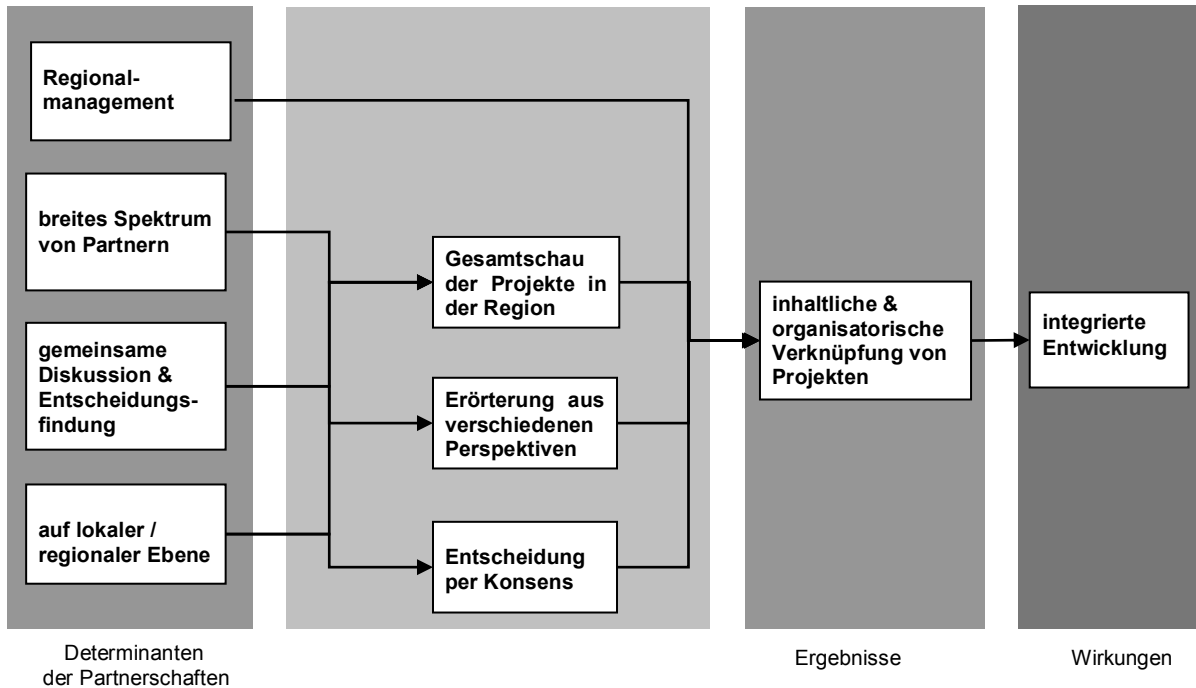 Regional-
management
breites Spektrum
von Partnern
gemeinsame
Diskussion &
Entscheidungs-
findung
auf lokaler /
regionaler Ebene
Gesamtschau
der Projekte in
der Region
Erörterung aus
verschiedenen
Perspektiven
Entscheidung
per Konsens
inhaltliche &
organisatorische
Verknüpfung von
Projekten
integrierte
Entwicklung
Determinanten
der Partnerschaften
Ergebnisse
Wirkungen